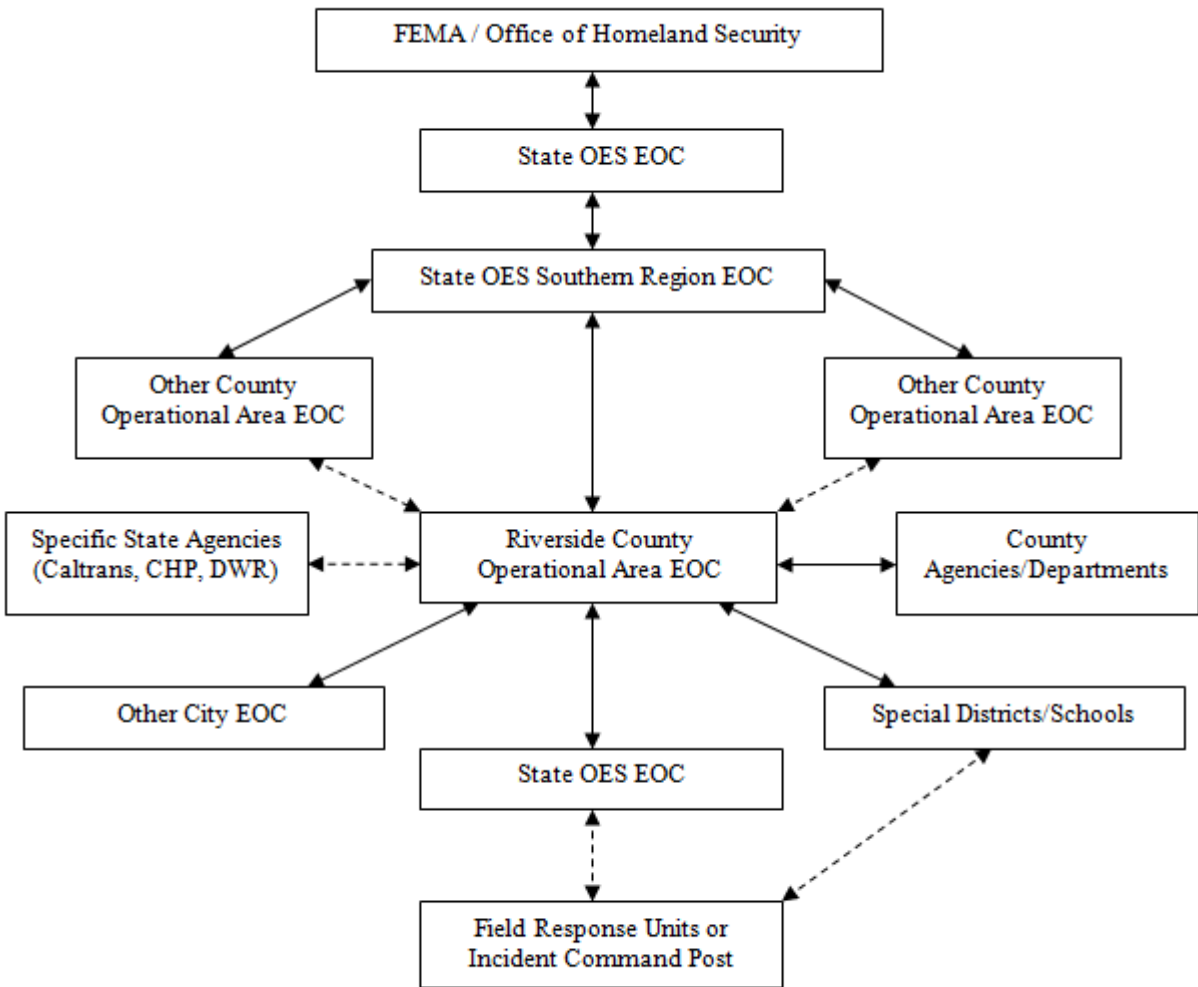 FEMA / Office of Homeland Security
State OES EOC
State OES Southern Region EOC
Other County
Operational Area EOC
Other County
Operational Area EOC
Specific State Agencies
(Caltrans, CHP, DWR)
Riverside County
Operational Area EOC
County
Agencies/Departments
Other City EOC
Special Districts/Schools
State OES EOC
Field Response Units or
Incident Command Post